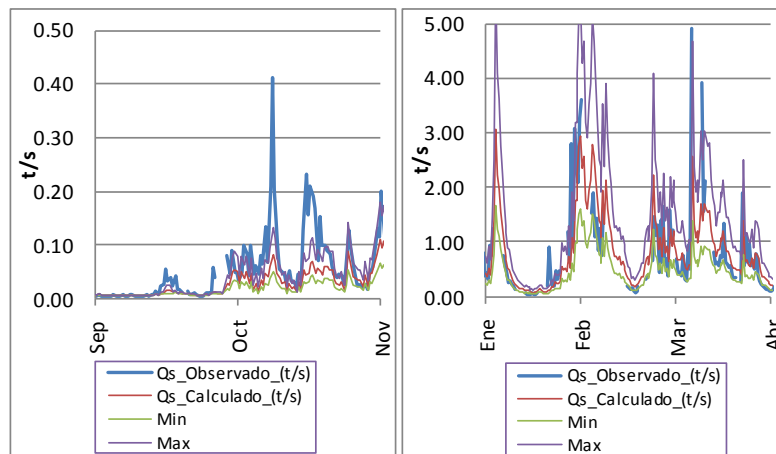 0.50
0.40
0.30
0.20
0.10
0.00
t/s
Sep
Oct
Nov
Qs_Observado_(t/s)
Qs_Calculado_(t/s)
Min
Max
5.00
4.00
3.00
2.00
1.00
0.00
t/s
Ene
Feb
Mar
Abr
Qs_Observado_(t/s)
Qs_Calculado_(t/s)
Min
Max